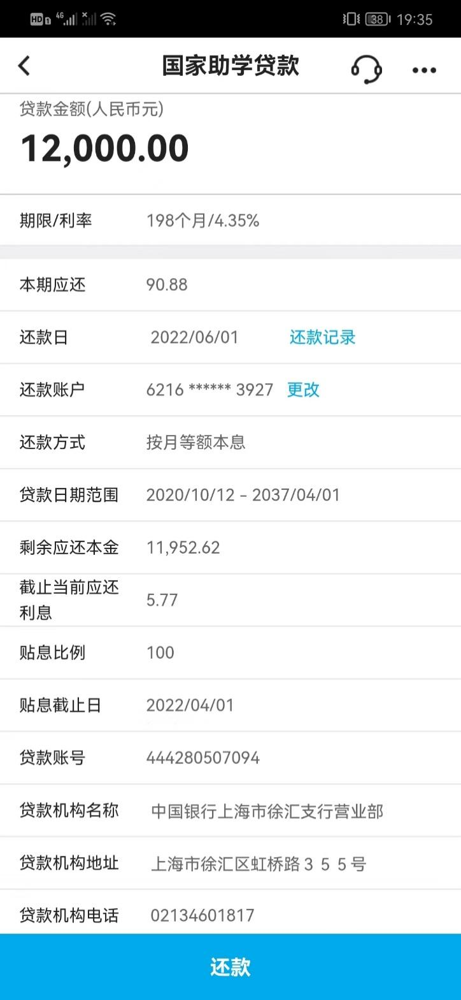 HD 1 4G 38 19:35
国家助学贷款
贷款金额(人民币元)
12,000.00
期限/利率 198个月/4.35%
本期应还 90.88
还款日 2022/06/01 还款记录
还款账户 6216 ****** 3927 更改
还款方式 按月等额本息
贷款日期范围 2020/10/12 - 2037/04/01
剩余应还本金 11,952.62
截止当前应还
利息 5.77
贴息比例 100
贴息截止日 2022/04/01
贷款账号 444280507094
贷款机构名称 中国银行上海市徐汇支行营业部
贷款机构地址 上海市徐汇区虹桥路３５５号
贷款机构电话 02134601817
还款